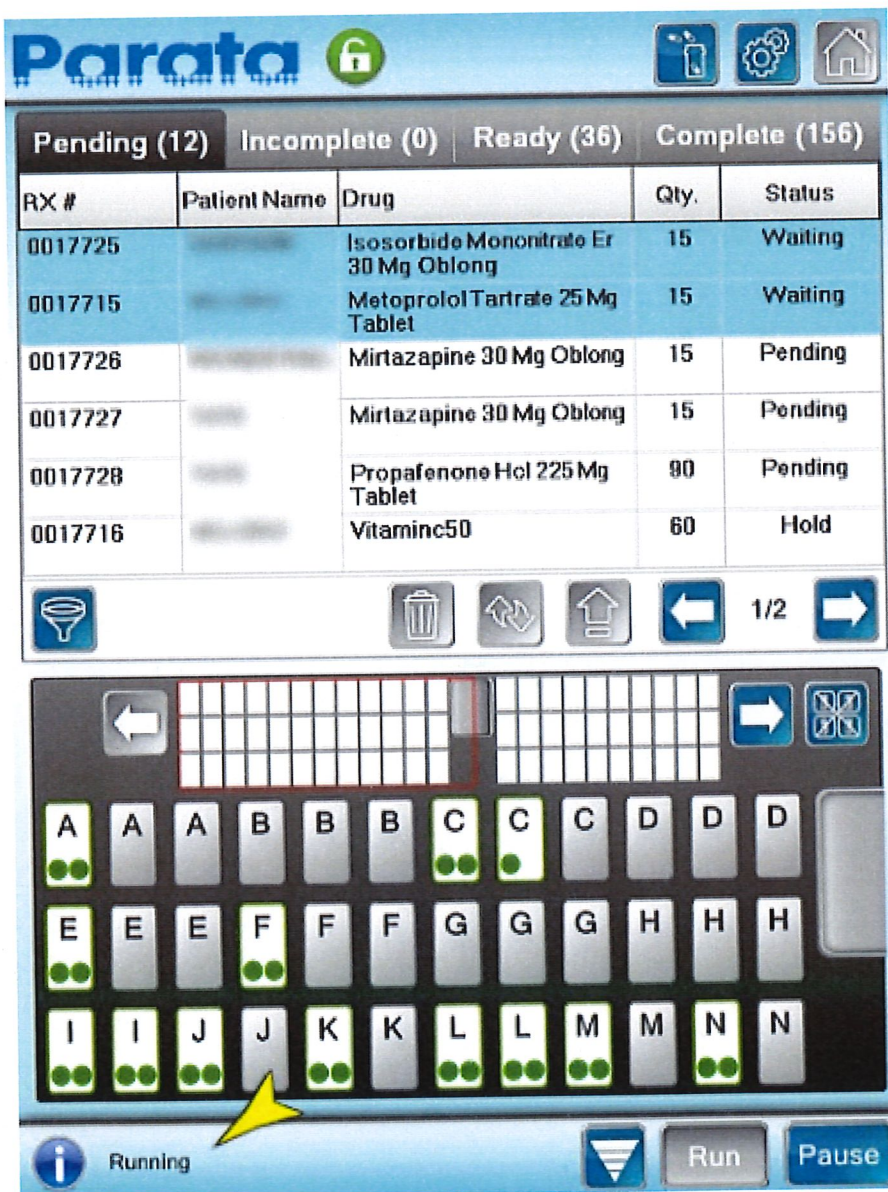 Parata
Pending (12) Incomplete (0) Ready (36) Complete (156)
RX # Patient Name Drug Qty. Status
0017725 Isosorbide Mononitrate Er 15 Waiting
30 Mg Oblong
0017715 Metoprolol Tartrate 25 Mg 15 Waiting
Tablet
0017726 Mirtazapine 30 Mg Oblong 15 Pending
0017727 Mirtazapine 30 Mg Oblong 15 Pending
0017728 Propafenone Hcl 225 Mg 90 Pending
Tablet
0017716 Vitaminc50 60 Hold
1/2
A A A B B B C C C D D D
E E E F F F G G G H H H
I I J J K K L L M M N N
i Running Run Pause